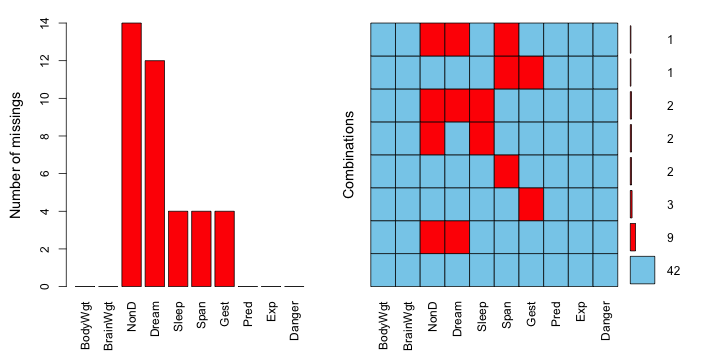 Number of missings
0
2
4
6
8
10
12
14
BodyWgt
BrainWgt
NonD
Dream
Sleep
Span
Gest
Pred
Exp
Danger
Combinations
1
1
2
2
2
3
9
42
BodyWgt
BrainWgt
NonD
Dream
Sleep
Span
Gest
Pred
Exp
Danger